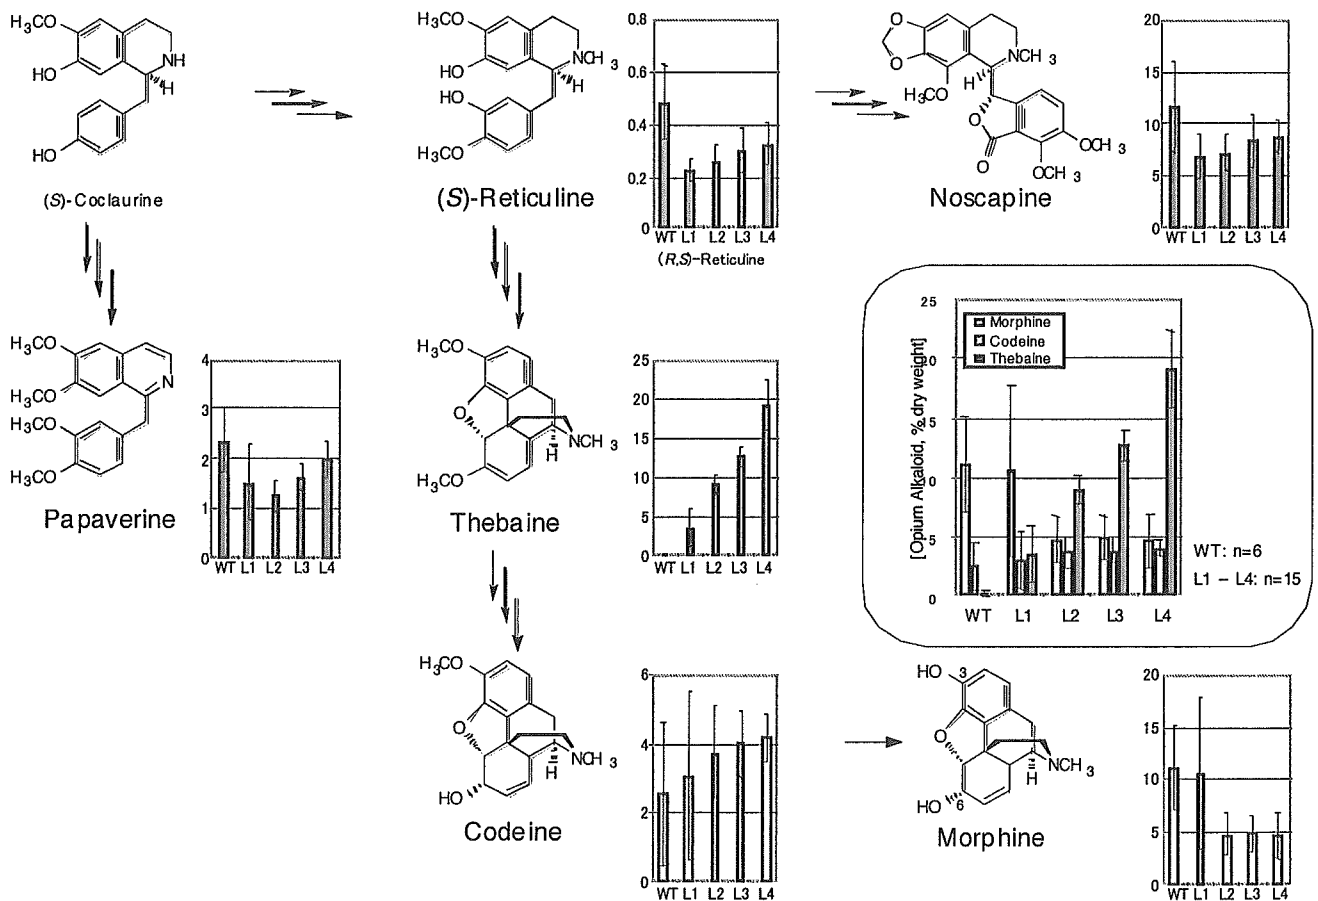 H₃CO
HO
NH
H
HO
(S)-Coclaurine
H₃CO
HO
NCH ₃
H
HO
H₃CO
(S)-Reticuline
0.8
0.6
0.4
0.2
0
WT L1 L2 L3 L4
(R,S)-Reticuline
O
O
NCH ₃
H
H₃CO
O
O
OCH ₃
OCH ₃
Noscapine
20
15
10
5
0
WT L1 L2 L3 L4
H₃CO
H₃CO
N
H₃CO
H₃CO
Papaverine
4
3
2
1
0
WT L1 L2 L3 L4
H₃CO
O
NCH ₃
H
H₃CO
Thebaine
25
20
15
10
5
0
WT L1 L2 L3 L4
[Opium Alkaloid, % dry weight]
25
20
15
10
5
0
Morphine
Codeine
Thebaine
WT L1 L2 L3 L4
WT: n=6
L1 – L4: n=15
H₃CO
O
NCH ₃
H
HO
Codeine
6
4
2
0
WT L1 L2 L3 L4
HO
3
O
NCH ₃
H
HO
6
Morphine
20
15
10
5
0
WT L1 L2 L3 L4